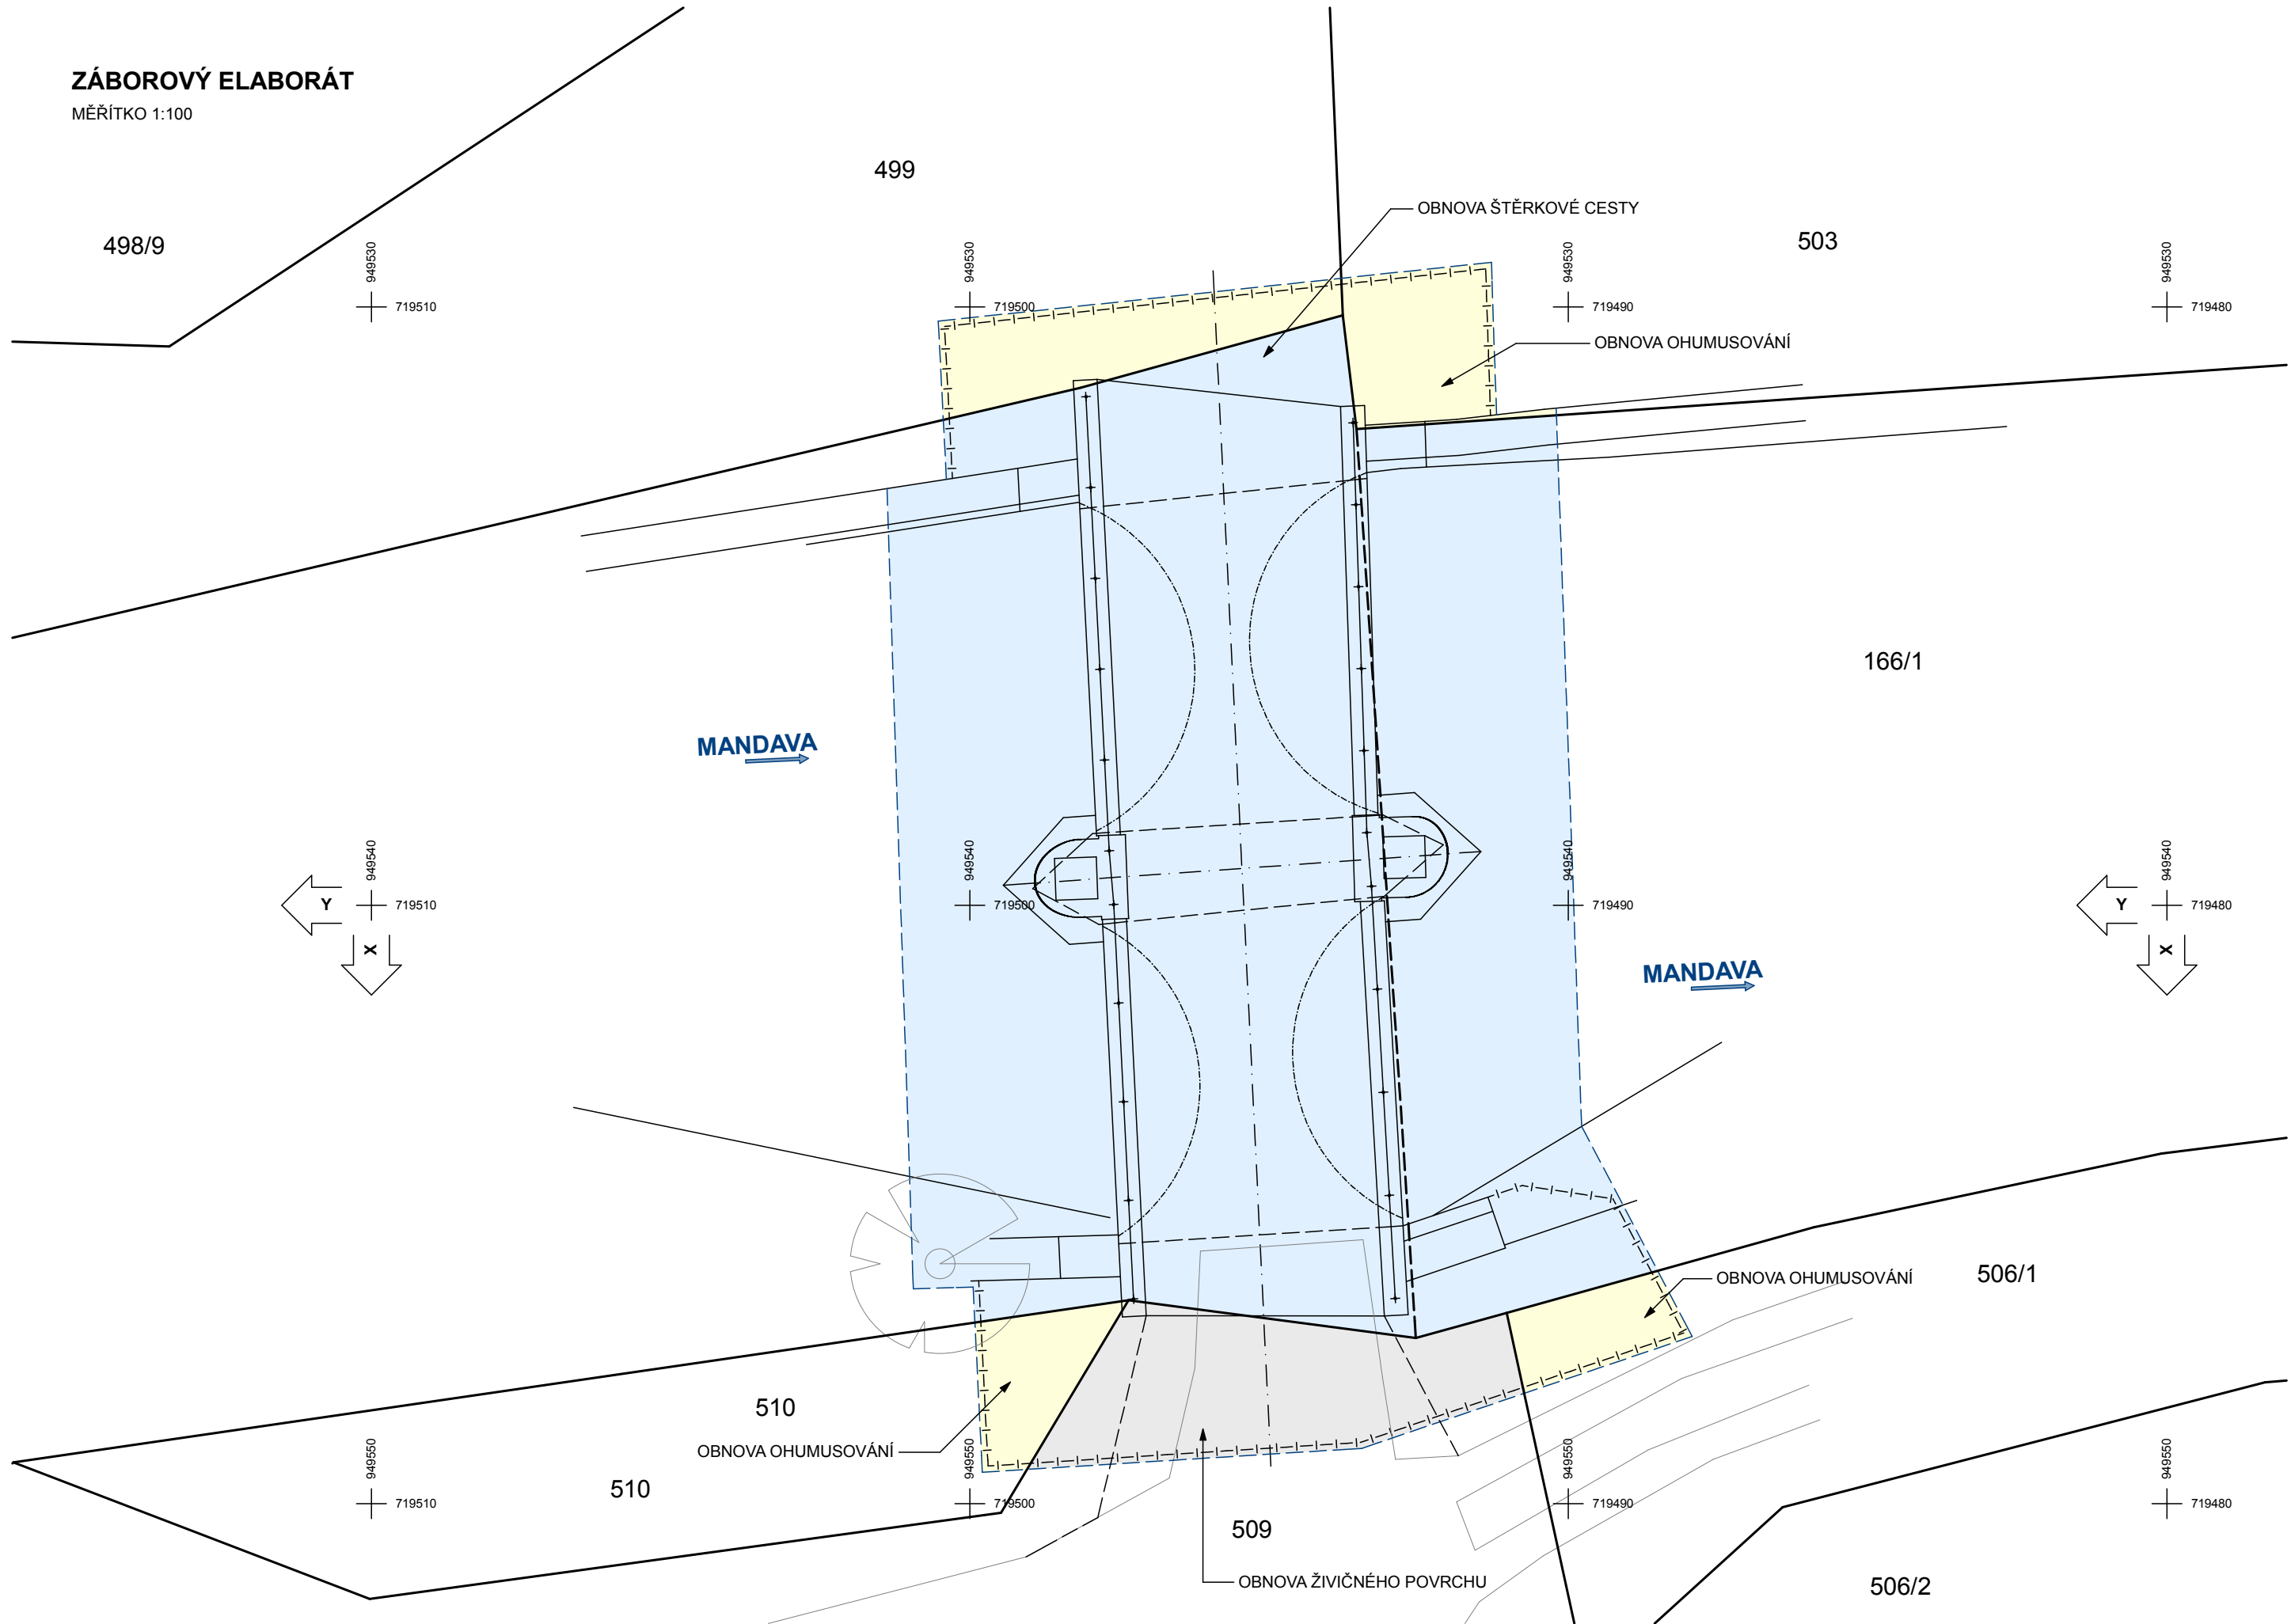 ZÁBOROVÝ ELABORÁT
MĚŘÍTKO 1:100
499
OBNOVA ŠTĚRKOVÉ CESTY
498/9
503
949530
719510
949530
719500
949530
719490
949530
719480
OBNOVA OHUMUSOVÁNÍ
166/1
MANDAVA
949540
719510
949540
719500
949540
719490
949540
719480
Y
X
Y
X
MANDAVA
506/1
OBNOVA OHUMUSOVÁNÍ
510
OBNOVA OHUMUSOVÁNÍ
510
949550
719510
949550
719500
949550
719490
949550
719480
509
OBNOVA ŽIVIČNÉHO POVRCHU
506/2